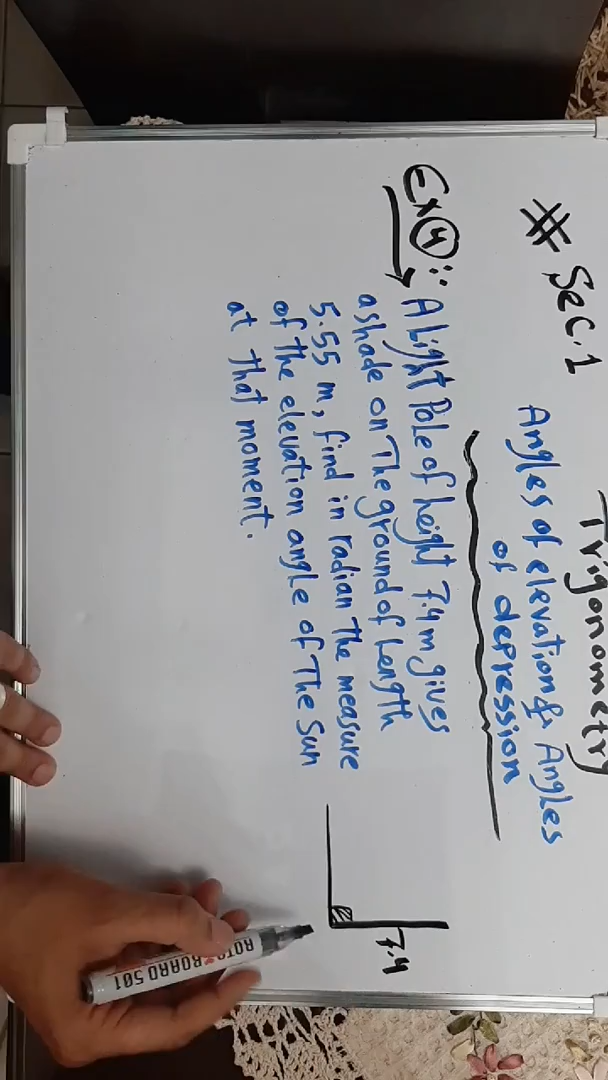 Trigonometry
# Sec.1
Angles of elevation & Angles
of depression
Ex④: A Light Pole of height 7.4 m gives
a shade on The ground of Length
5.55 m, find in radian The measure
of the elevation angle of The Sun
at that moment.
7.4
ROTO BOARD 501